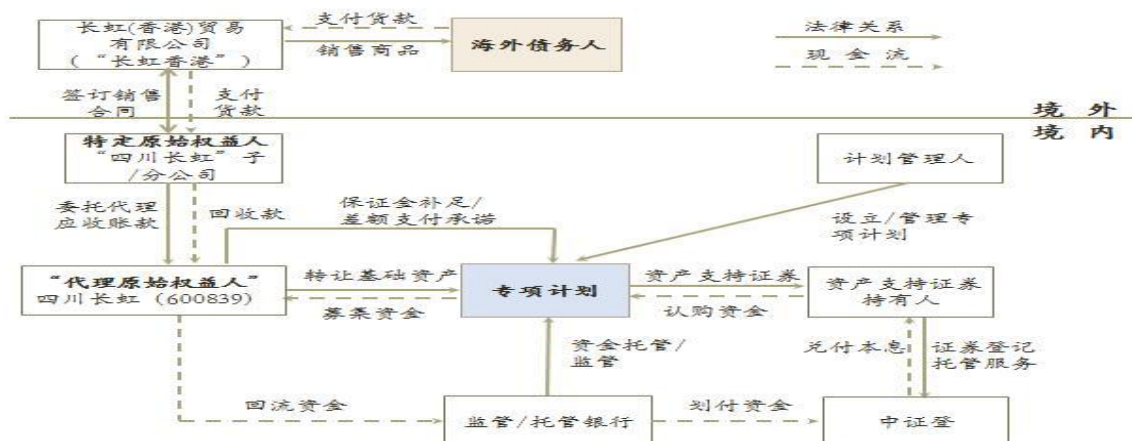 长虹(香港)贸易
有限公司
(“长虹香港”)
支付货款
销售商品
海外债务人
法律关系
现金流
签订销售
合同
支付
货款
境 外
境 内
特定原始权益人
“四川长虹”子
/分公司
计划管理人
委托代理
应收账款
回收款
保证金补足/
差额支付承诺
设立/管理专
项计划
“代理原始权益人”
四川长虹（600839）
转让基础资产
募集资金
专项计划
资产支持证券
认购资金
资产支持证券
持有人
资金托管/
监管
兑付本息
证券登记
托管服务
回流资金
监管/托管银行
划付资金
中证登